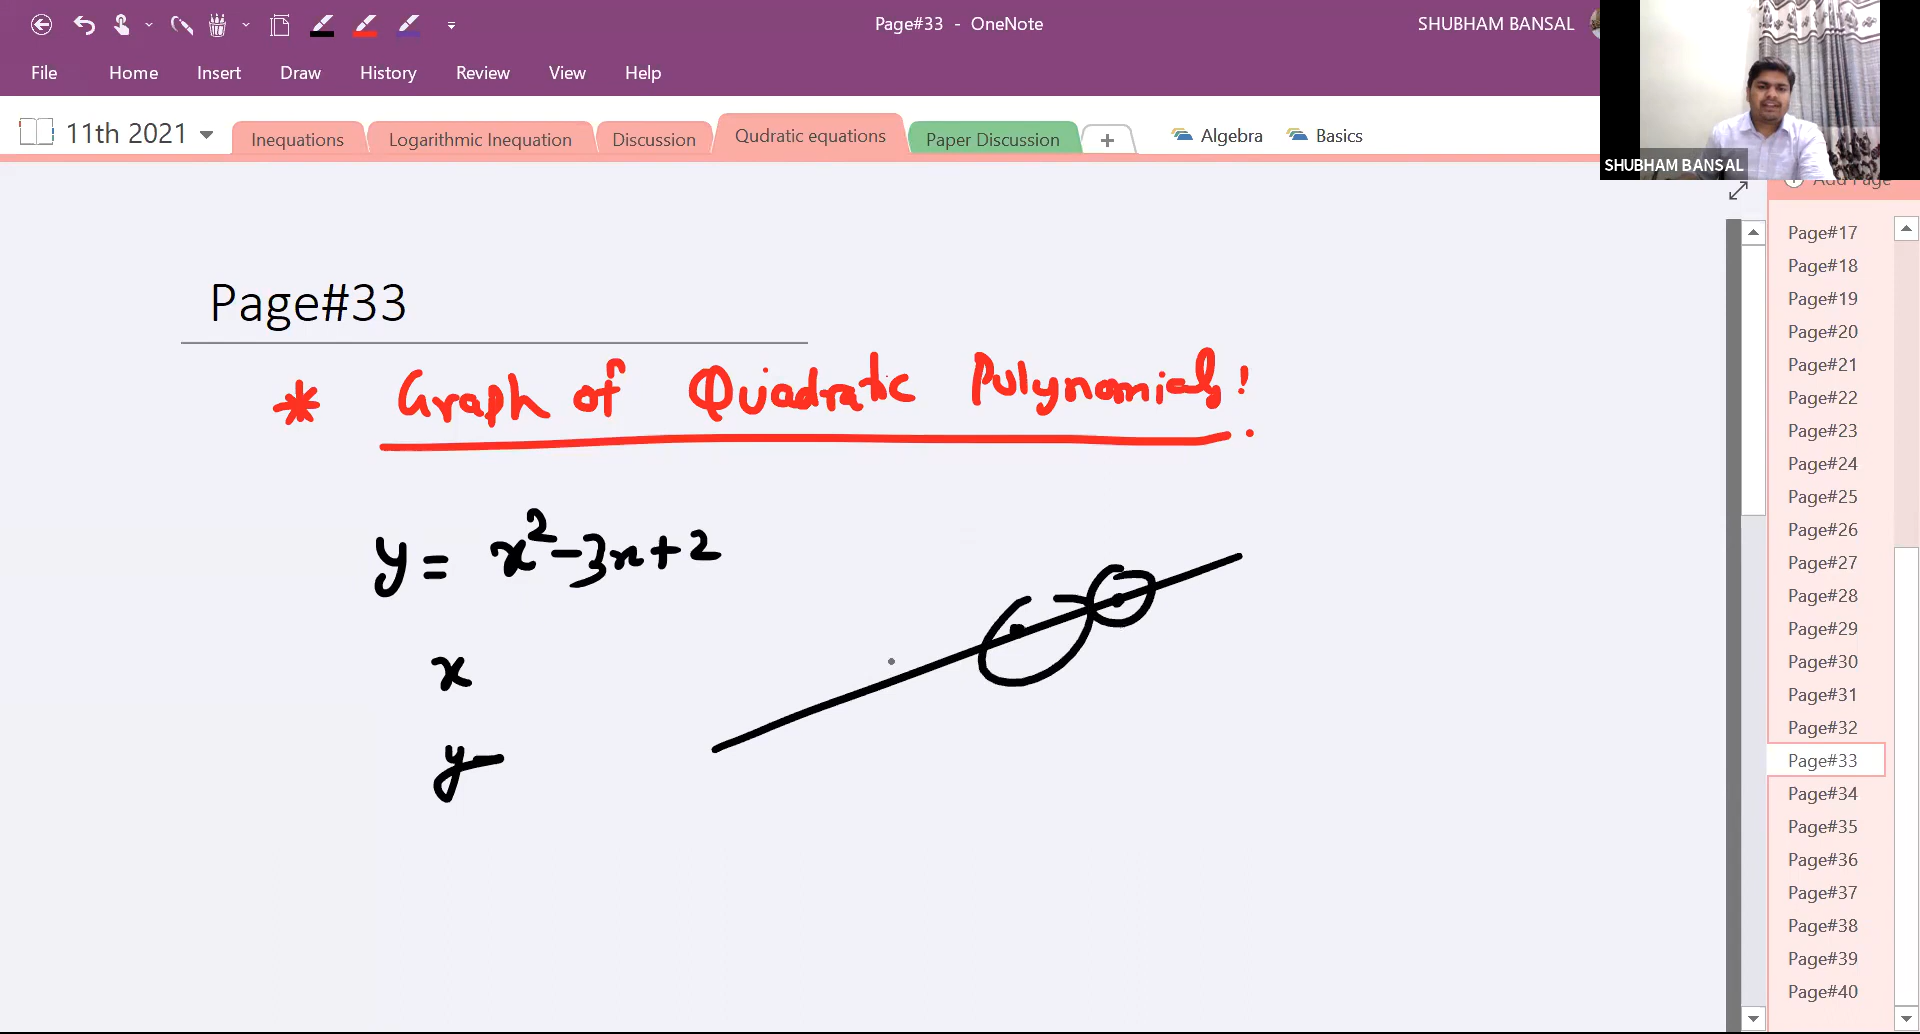 Page#33 - OneNote
SHUBHAM BANSAL
File Home Insert Draw History Review View Help
11th 2021
Inequations
Logarithmic Inequation
Discussion
Qudratic equations
Paper Discussion
+
Algebra
Basics
SHUBHAM BANSAL
Add Page
Page#33
* Graph of Quadratic Polynomials:
y = x²-3x+2
x
y
Page#17
Page#18
Page#19
Page#20
Page#21
Page#22
Page#23
Page#24
Page#25
Page#26
Page#27
Page#28
Page#29
Page#30
Page#31
Page#32
Page#33
Page#34
Page#35
Page#36
Page#37
Page#38
Page#39
Page#40